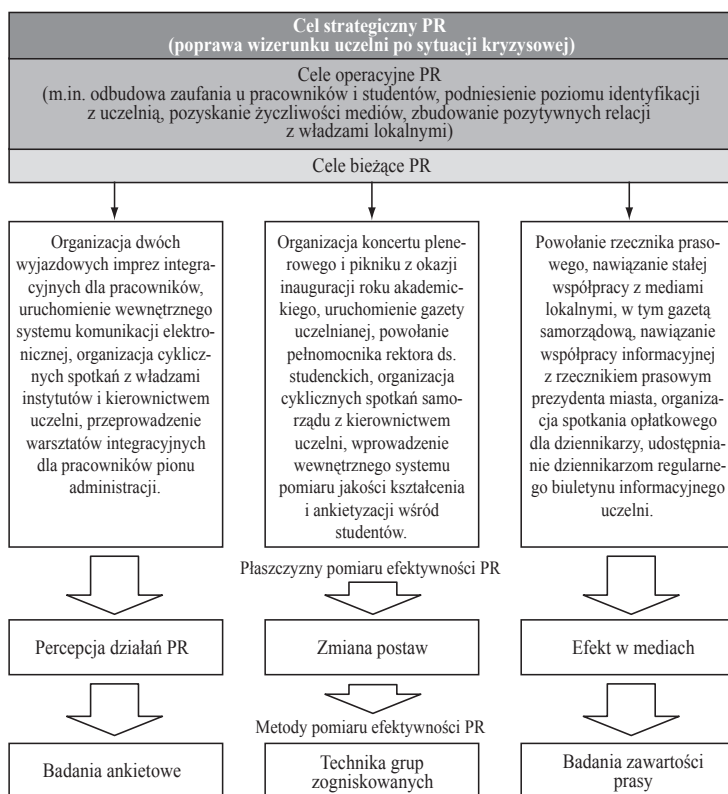 Cel strategiczny PR
(poprawa wizerunku uczelni po sytuacji kryzysowej)
Cele operacyjne PR
(m.in. odbudowa zaufania u pracowników i studentów, podniesienie poziomu identyfikacji
z uczelnią, pozyskanie życzliwości mediów, zbudowanie pozytywnych relacji
z władzami lokalnymi)
Cele bieżące PR
Organizacja dwóch
wyjazdowych imprez integra-
cyjnych dla pracowników,
uruchomienie wewnętrznego
systemu komunikacji elektro-
nicznej, organizacja cyklicz-
nych spotkań z władzami
instytutów i kierownictwem
uczelni, przeprowadzenie
warsztatów integracyjnych
dla pracowników pionu
administracji.
Organizacja koncertu plene-
rowego i pikniku z okazji
inauguracji roku akademic-
kiego, uruchomienie gazety
uczelnianej, powołanie
pełnomocnika rektora ds.
studenckich, organizacja
cyklicznych spotkań samo-
rządu z kierownictwem
uczelni, wprowadzenie
wewnętrznego systemu
pomiaru jakości kształcenia
i ankietyzacji wśród
studentów.
Powołanie rzecznika praso-
wego, nawiązanie stałej
współpracy z mediami
lokalnymi, w tym gazetą
samorządową, nawiązanie
współpracy informacyjnej
z rzecznikiem prasowym
prezydenta miasta, organiza-
cja spotkania opłatkowego
dla dziennikarzy, udostępnia-
nie dziennikarzom regularne-
go biuletynu informacyjnego
uczelni.
Płaszczyzny pomiaru efektywności PR
Percepcja działań PR
Zmiana postaw
Efekt w mediach
Metody pomiaru efektywności PR
Badania ankietowe
Technika grup
zogniskowanych
Badania zawartości
prasy